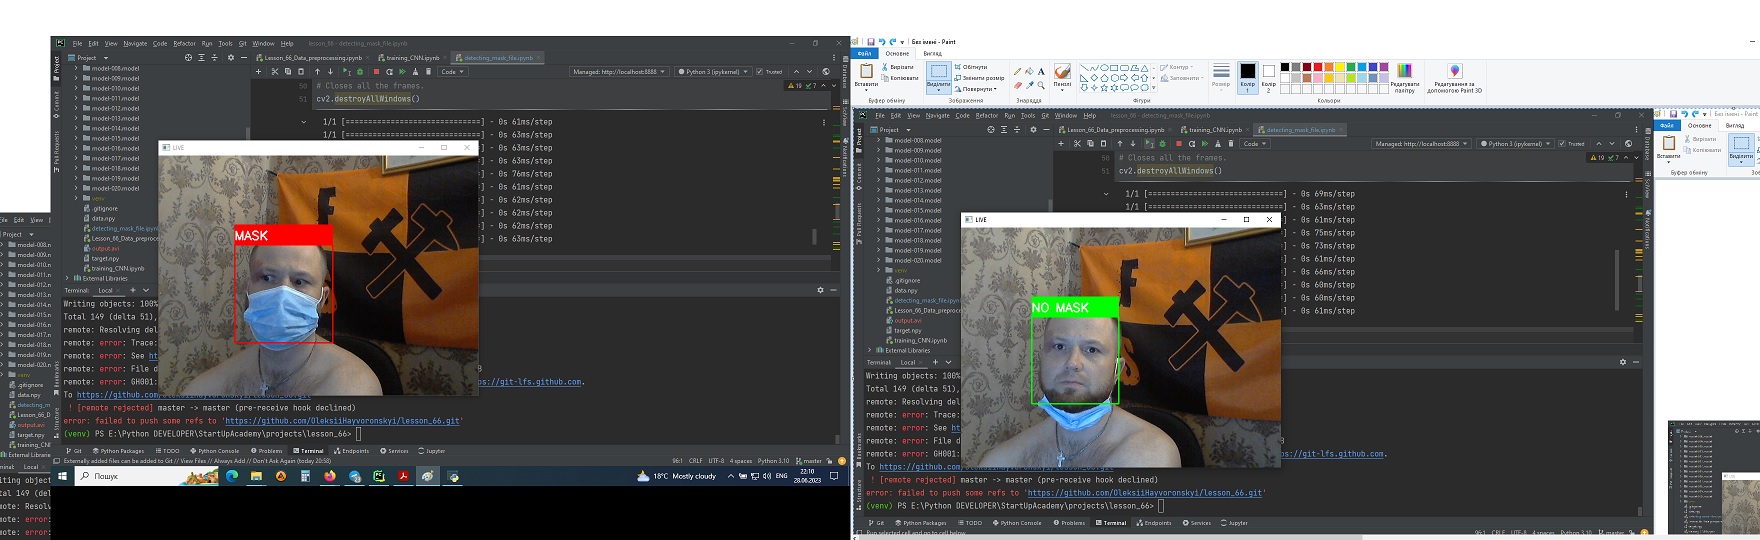 File Edit View Navigate Code Refactor Run Tools Git Window Help lesson_66 - detecting_mask_file.ipynb
Project
Lesson_66_Data_preprocessing.ipynb training_CNN.ipynb detecting_mask_file.ipynb
Code
Managed: http://localhost:8888
Python 3 (ipykernel)
Trusted
model-008.model
model-009.model
model-010.model
model-011.model
model-012.model
model-013.model
model-014.model
model-015.model
model-016.model
model-017.model
model-018.model
model-019.model
model-020.model
venv
.gitignore
data.npy
detecting_mask_file.ipynb
Lesson_66_Data_preproce
output.avi
target.npy
training_CNN.ipynb
External Libraries
50 # Closes all the frames.
51 cv2.destroyAllWindows()
19 7
1/1 [==============================] - 0s 61ms/step
1/1 [==============================] - 0s 63ms/step
=] - 0s 63ms/step
=] - 0s 63ms/step
=] - 0s 76ms/step
=] - 0s 61ms/step
=] - 0s 62ms/step
=] - 0s 62ms/step
=] - 0s 62ms/step
=] - 0s 63ms/step
LIVE
MASK
Terminal: Local
Writing objects: 100%
Total 149 (delta 51),
remote: Resolving del
remote: error: Trace:
remote: error: See ht
remote: error: File d
remote: error: GH001:
ps://git-lfs.github.com.
To https://github.com/OleksiiHayvoronskyi/lesson_66.git
! [remote rejected] master -> master (pre-receive hook declined)
error: failed to push some refs to 'https://github.com/OleksiiHayvoronskyi/lesson_66.git'
(venv) PS E:\Python DEVELOPER\StartUpAcademy\projects\lesson_66>
Git Python Packages TODO Python Console Problems Terminal Endpoints Services Jupyter
Externally added files can be added to Git // View Files // Always Add // Don't Ask Again (today 20:58)
96:1 CRLF UTF-8 4 spaces Python 3.10 master
Пошук
18°C Mostly cloudy
ENG
22:10
28.06.2023
Без імені - Paint
Файл Основне Вигляд
Вставити
Вирізати
Копіювати
Буфер обміну
Виділити
Обітнути
Змінити розмір
Повернути
Зображення
Знаряддя
Пензлі
Контур
Заповнення
Фігури
Розмір
Колір 1
Колір 2
Кольори
Редагувати палітру
Редагування за допомогою Paint 3D
File Edit View Navigate Code Refactor Run Tools Git Window Help lesson_66 - detecting_mask_file.ipynb
Project
Lesson_66_Data_preprocessing.ipynb training_CNN.ipynb detecting_mask_file.ipynb
Code
Managed: http://localhost:8888
Python 3 (ipykernel)
Trusted
model-008.model
model-009.model
model-010.model
model-011.model
model-012.model
model-013.model
model-014.model
model-015.model
model-016.model
model-017.model
model-018.model
model-019.model
model-020.model
venv
.gitignore
data.npy
detecting_mask_file.ipynb
Lesson_66_Data_preproce
output.avi
target.npy
training_CNN.ipynb
External Libraries
50 # Closes all the frames.
51 cv2.destroyAllWindows()
19 7
1/1 [==============================] - 0s 69ms/step
1/1 [==============================] - 0s 63ms/step
=] - 0s 61ms/step
=] - 0s 75ms/step
=] - 0s 73ms/step
=] - 0s 61ms/step
=] - 0s 66ms/step
=] - 0s 60ms/step
=] - 0s 60ms/step
=] - 0s 61ms/step
LIVE
NO MASK
Terminal: Local
Writing objects: 100%
Total 149 (delta 51),
remote: Resolving del
remote: error: Trace:
remote: error: See ht
remote: error: File d
remote: error: GH001:
ps://git-lfs.github.com.
To https://github.com/OleksiiHayvoronskyi/lesson_66.git
! [remote rejected] master -> master (pre-receive hook declined)
error: failed to push some refs to 'https://github.com/OleksiiHayvoronskyi/lesson_66.git'
(venv) PS E:\Python DEVELOPER\StartUpAcademy\projects\lesson_66>
Git Python Packages TODO Python Console Problems Terminal Endpoints Services Jupyter
Run selected cell and go to cell below
96:1 CRLF UTF-8 4 spaces Python 3.10 master
Без імені - Paint
Файл Основне Вигляд
Вставити
Вирізати
Копіювати
Буфер обміну
Виділити